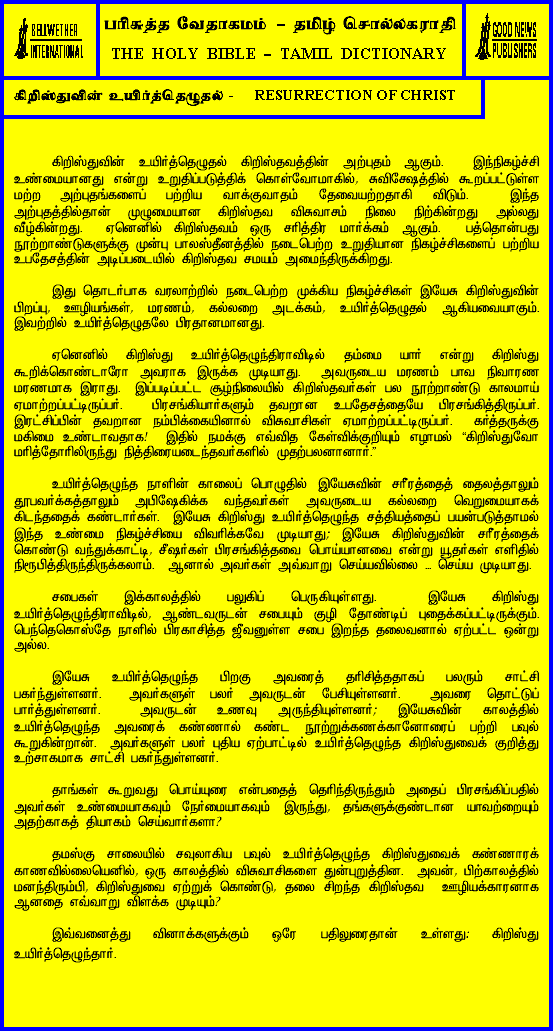 BELLWETHER
INTERNATIONAL
பரிசுத்த வேதாகமம் – தமிழ் சொல்லகராதி
THE HOLY BIBLE – TAMIL DICTIONARY
GOOD NEWS
PUBLISHERS
கிறிஸ்துவின் உயிர்த்தெழுதல் - RESURRECTION OF CHRIST
கிறிஸ்துவின் உயிர்த்தெழுதல் கிறிஸ்தவத்தின் அற்புதம் ஆகும். இந்நிகழ்ச்சி
உண்மையானது என்று உறுதிப்படுத்திக் கொள்வோமாகில், சுவிசேஷத்தில் கூறப்பட்டுள்ள
மற்ற அற்புதங்களைப் பற்றிய வாக்குவாதம் தேவையற்றதாகி விடும். இந்த
அற்புதத்தில்தான் முழுமையான கிறிஸ்தவ விசுவாசம் நிலை நிற்கின்றது அல்லது
வீழ்கின்றது. ஏனெனில் கிறிஸ்தவம் ஒரு சரித்திர மார்க்கம் ஆகும். பத்தொன்பது
நூற்றாண்டுகளுக்கு முன்பு பாலஸ்தீனத்தில் நடைபெற்ற உறுதியான நிகழ்ச்சிகளைப் பற்றிய
உபதேசத்தின் அடிப்படையில் கிறிஸ்தவ சமயம் அமைந்திருக்கிறது.
இது தொடர்பாக வரலாற்றில் நடைபெற்ற முக்கிய நிகழ்ச்சிகள் இயேசு கிறிஸ்துவின்
பிறப்பு, ஊழியங்கள், மரணம், கல்லறை அடக்கம், உயிர்த்தெழுதல் ஆகியவையாகும்.
இவற்றில் உயிர்த்தெழுதலே பிரதானமானது.
ஏனெனில் கிறிஸ்து உயிர்த்தெழுந்திராவிடில் தம்மை யார் என்று கிறிஸ்து
கூறிக்கொண்டாரோ அவராக இருக்க முடியாது. அவருடைய மரணம் பாவ நிவாரண
மரணமாக இராது. இப்படிப்பட்ட சூழ்நிலையில் கிறிஸ்தவர்கள் பல நூற்றாண்டு காலமாய்
ஏமாற்றப்பட்டிருப்பர். பிரசங்கியார்களும் தவறான உபதேசத்தையே பிரசங்கித்திருப்பர்.
இரட்சிப்பின் தவறான நம்பிக்கையினால் விசுவாசிகள் ஏமாற்றப்பட்டிருப்பர். கர்த்தருக்கு
மகிமை உண்டாவதாக! இதில் நமக்கு எவ்வித கேள்விக்குறியும் எழாமல் “கிறிஸ்துவோ
மரித்தோரிலிருந்து நித்திரையடைந்தவர்களில் முதற்பலனானார்.”
உயிர்த்தெழுந்த நாளின் காலைப் பொழுதில் இயேசுவின் சரீரத்தைத் தைலத்தாலும்
தூபவர்க்கத்தாலும் அபிஷேகிக்க வந்தவர்கள் அவருடைய கல்லறை வெறுமையாகக்
கிடந்ததைக் கண்டார்கள். இயேசு கிறிஸ்து உயிர்த்தெழுந்த சத்தியத்தைப் பயன்படுத்தாமல்
இந்த உண்மை நிகழ்ச்சியை விவரிக்கவே முடியாது; இயேசு கிறிஸ்துவின் சரீரத்தைக்
கொண்டு வந்துக்காட்டி, சீஷர்கள் பிரசங்கித்தவை பொய்யானவை என்று யூதர்கள் எளிதில்
நிரூபித்திருந்திருக்கலாம். ஆனால் அவர்கள் அவ்வாறு செய்யவில்லை ... செய்ய முடியாது.
சபைகள் இக்காலத்தில் பலுகிப் பெருகியுள்ளது. இயேசு கிறிஸ்து
உயிர்த்தெழுந்திராவிடில், ஆண்டவருடன் சபையும் குழி தோண்டிப் புதைக்கப்பட்டிருக்கும்.
பெந்தெகொஸ்தே நாளில் பிரகாசித்த ஜீவனுள்ள சபை இறந்த தலைவனால் ஏற்பட்ட ஒன்று
அல்ல.
இயேசு உயிர்த்தெழுந்த பிறகு அவரைத் தரிசித்ததாகப் பலரும் சாட்சி
பகர்ந்துள்ளனர். அவர்களுள் பலர் அவருடன் பேசியுள்ளனர். அவரை தொட்டுப்
பார்த்துள்ளனர். அவருடன் உணவு அருந்தியுள்ளனர்; இயேசுவின் காலத்தில்
உயிர்த்தெழுந்த அவரைக் கண்ணால் கண்ட நூற்றுக்கணக்கானோரைப் பற்றி பவுல்
கூறுகின்றான். அவர்களுள் பலர் புதிய ஏற்பாட்டில் உயிர்த்தெழுந்த கிறிஸ்துவைக் குறித்து
உற்சாகமாக சாட்சி பகர்ந்துள்ளனர்.
தாங்கள் கூறுவது பொய்யுரை என்பதைத் தெரிந்திருந்தும் அதைப் பிரசங்கிப்பதில்
அவர்கள் உண்மையாகவும் நேர்மையாகவும் இருந்து, தங்களுக்குண்டான யாவற்றையும்
அதற்காகத் தியாகம் செய்வார்களா?
தமஸ்கு சாலையில் சவுலாகிய பவுல் உயிர்த்தெழுந்த கிறிஸ்துவைக் கண்ணாரக்
காணவில்லையெனில், ஒரு காலத்தில் விசுவாசிகளை துன்புறுத்தின. அவன், பிற்காலத்தில்
மனந்திரும்பி, கிறிஸ்துவை ஏற்றுக் கொண்டு, தலை சிறந்த கிறிஸ்தவ ஊழியக்காரனாக
ஆனதை எவ்வாறு விளக்க முடியும்?
இவ்வனைத்து வினாக்களுக்கும் ஒரே பதிலுரைதான் உள்ளது: கிறிஸ்து
உயிர்த்தெழுந்தார்.